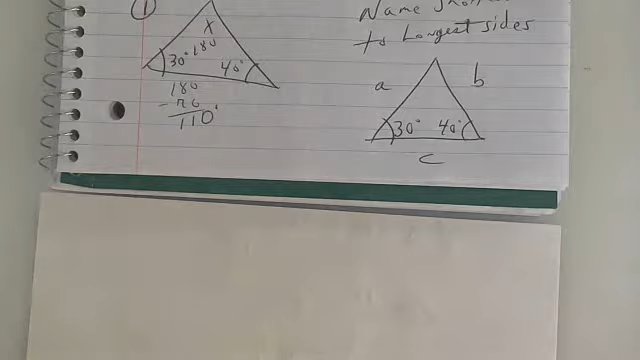 1
x
180
30° 40°
180
- 70
110°
Name
to Longest sides
a b
30° 40°
c